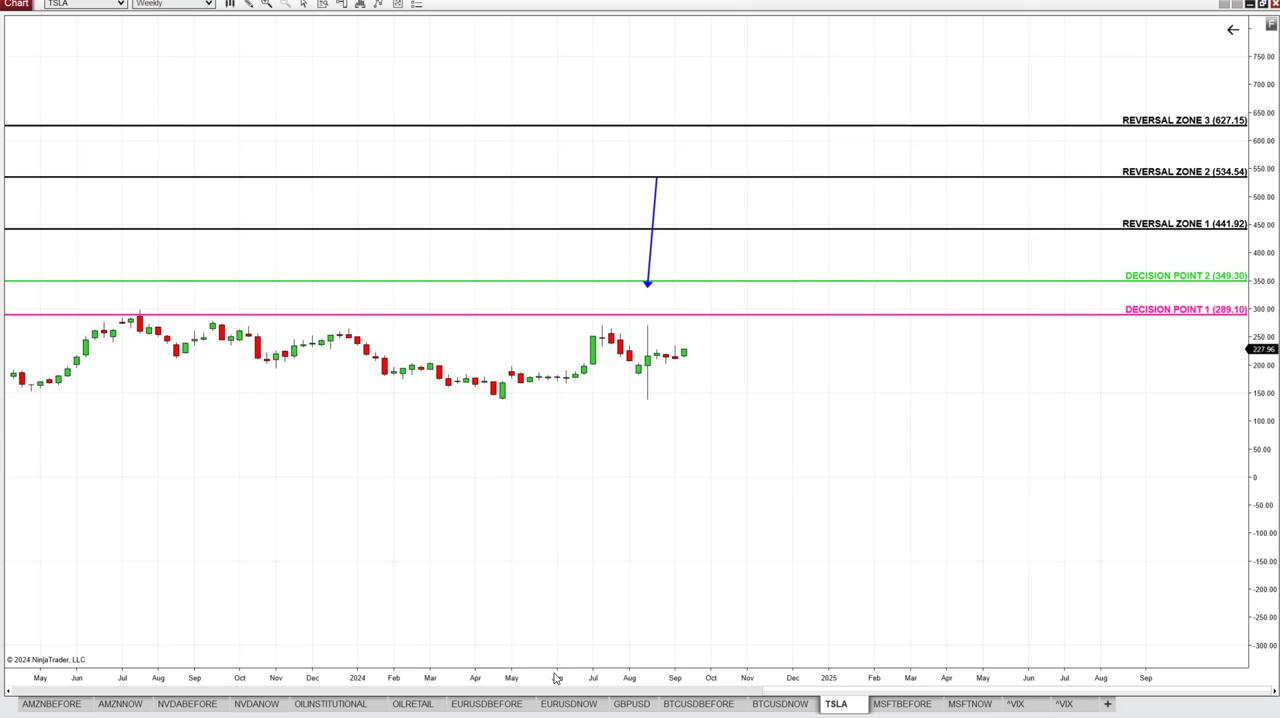 Chart TSLA Weekly
F
750.00
700.00
650.00
REVERSAL ZONE 3 (627.15)
600.00
550.00
REVERSAL ZONE 2 (534.54)
500.00
450.00
REVERSAL ZONE 1 (441.92)
400.00
350.00
DECISION POINT 2 (349.30)
300.00
DECISION POINT 1 (289.10)
250.00
227.96
200.00
150.00
100.00
50.00
0
-50.00
-100.00
-150.00
-200.00
-250.00
-300.00
© 2024 NinjaTrader, LLC
May Jun Jul Aug Sep Oct Nov Dec 2024 Feb Mar Apr May Jul Aug Sep Oct Nov Dec 2025 Feb Mar Apr May Jun Jul Aug Sep
AMZNBEFORE AMZNNOW NVDABEFORE NVDANOW OILINSTITUTIONAL OILRETAIL EURUSDBEFORE EURUSDNOW GBPUSD BTCUSDBEFORE BTCUSDNOW TSLA MSFTBEFORE MSFTNOW ^VIX ^VIX +